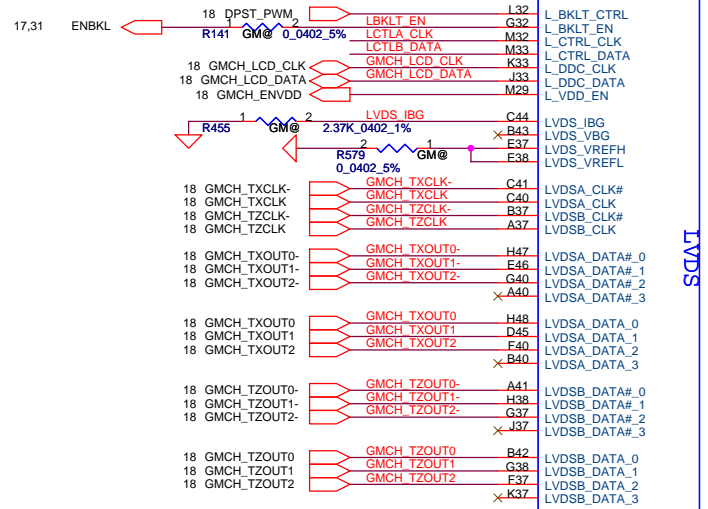 18 DPST_PWM L32 L_BKLT_CTRL
17,31 ENBKL 1 2 LBKLT_EN G32 L_BKLT_EN
R141 GM@ 0_0402_5% LCTLA_CLK M32 L_CTRL_CLK
LCTLB_DATA M33 L_CTRL_DATA
18 GMCH_LCD_CLK GMCH_LCD_CLK K33 L_DDC_CLK
18 GMCH_LCD_DATA GMCH_LCD_DATA J33 L_DDC_DATA
18 GMCH_ENVDD M29 L_VDD_EN
1 2 LVDS_IBG C44 LVDS_IBG
R455 GM@ 2.37K_0402_1% B43 LVDS_VBG
2 1 E37 LVDS_VREFH
R579 GM@ E38 LVDS_VREFL
0_0402_5%
18 GMCH_TXCLK- GMCH_TXCLK- C41 LVDSA_CLK#
18 GMCH_TXCLK GMCH_TXCLK C40 LVDSA_CLK
18 GMCH_TZCLK- GMCH_TZCLK- B37 LVDSB_CLK#
18 GMCH_TZCLK GMCH_TZCLK A37 LVDSB_CLK
LVDS
18 GMCH_TXOUT0- GMCH_TXOUT0- H47 LVDSA_DATA#_0
18 GMCH_TXOUT1- GMCH_TXOUT1- E46 LVDSA_DATA#_1
18 GMCH_TXOUT2- GMCH_TXOUT2- G40 LVDSA_DATA#_2
A40 LVDSA_DATA#_3
18 GMCH_TXOUT0 GMCH_TXOUT0 H48 LVDSA_DATA_0
18 GMCH_TXOUT1 GMCH_TXOUT1 D45 LVDSA_DATA_1
18 GMCH_TXOUT2 GMCH_TXOUT2 F40 LVDSA_DATA_2
B40 LVDSA_DATA_3
18 GMCH_TZOUT0- GMCH_TZOUT0- A41 LVDSB_DATA#_0
18 GMCH_TZOUT1- GMCH_TZOUT1- H38 LVDSB_DATA#_1
18 GMCH_TZOUT2- GMCH_TZOUT2- G37 LVDSB_DATA#_2
J37 LVDSB_DATA#_3
18 GMCH_TZOUT0 GMCH_TZOUT0 B42 LVDSB_DATA_0
18 GMCH_TZOUT1 GMCH_TZOUT1 G38 LVDSB_DATA_1
18 GMCH_TZOUT2 GMCH_TZOUT2 F37 LVDSB_DATA_2
K37 LVDSB_DATA_3